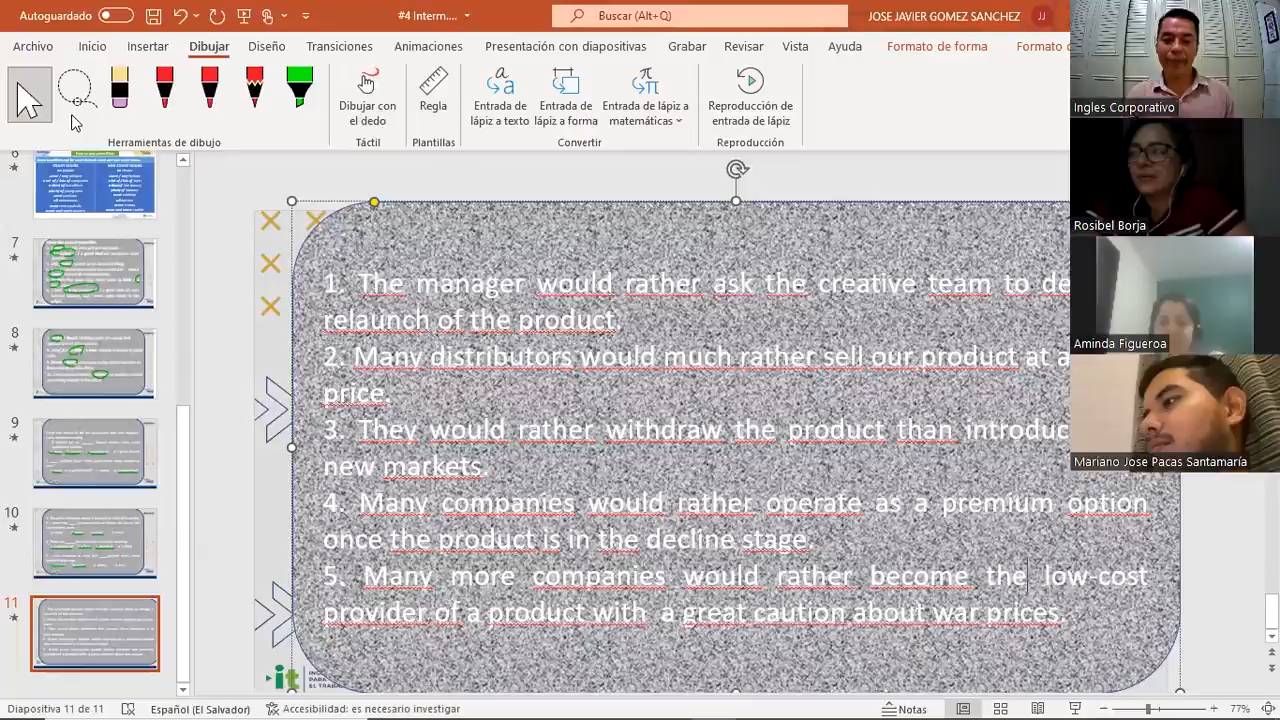 Autoguardado
#4 Interm....
Buscar (Alt+Q)
JOSE JAVIER GOMEZ SANCHEZ
JJ
Archivo Inicio Insertar Dibujar Diseño Transiciones Animaciones Presentación con diapositivas Grabar Revisar Vista Ayuda Formato de forma Formato
Dibujar con el dedo
Regla
Entrada de lápiz a texto
Entrada de lápiz a forma
Entrada de lápiz a matemáticas
Reproducción de entrada de lápiz
Herramientas de dibujo Táctil Plantillas Convertir Reproducción
Ingles Corporativo
Rosibel Borja
Aminda Figueroa
Mariano Jose Pacas Santamaría
6
7
8
9
10
11
1. The manager would rather ask the creative team to de
relaunch of the product.
2. Many distributors would much rather sell our product at a
price.
3. They would rather withdraw the product than introduc
new markets.
4. Many companies would rather operate as a premium option
once the product is in the decline stage.
5. Many more companies would rather become the low-cost
provider of a product with a great caution about war prices.
it
Diapositiva 11 de 11 Español (El Salvador) Accesibilidad: es necesario investigar Notas 77%